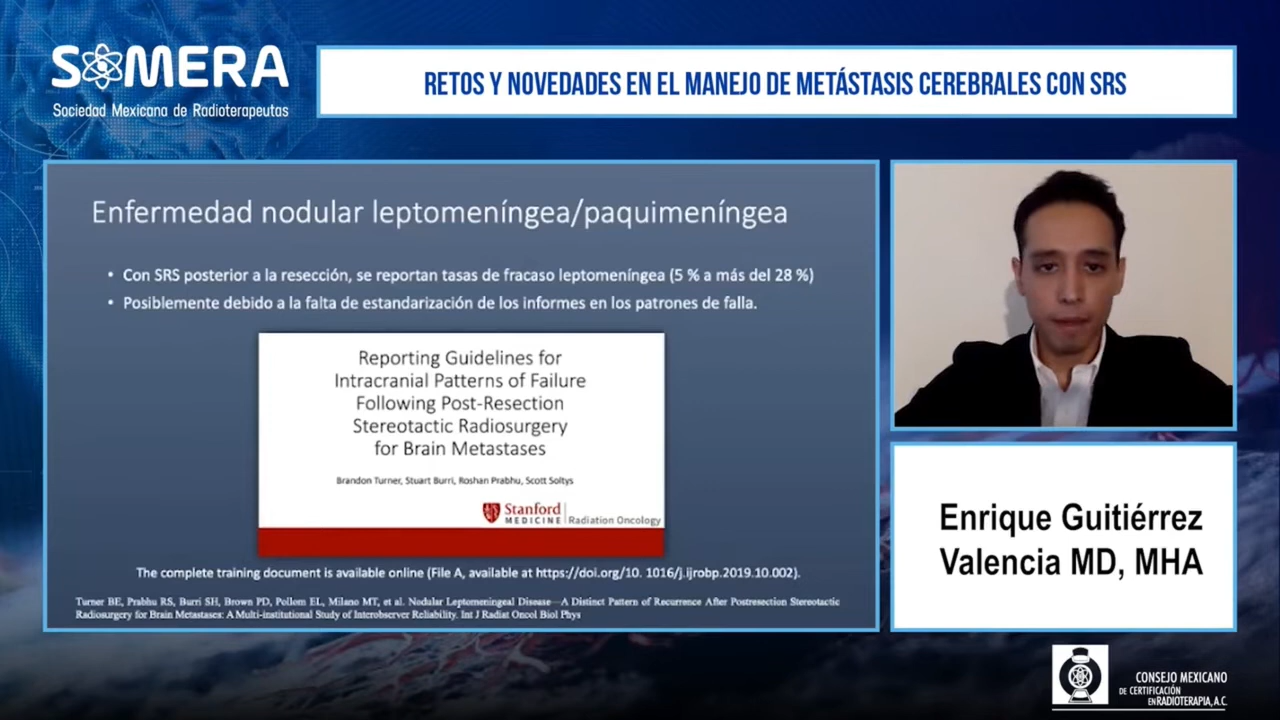 SOMERA
Sociedad Mexicana de Radioterapeutas
RETOS Y NOVEDADES EN EL MANEJO DE METÁSTASIS CEREBRALES CON SRS
Enfermedad nodular leptomeníngea/paquimeníngea
• Con SRS posterior a la resección, se reportan tasas de fracaso leptomeníngea (5 % a más del 28 %)
• Posiblemente debido a la falta de estandarización de los informes en los patrones de falla.
Reporting Guidelines for
Intracranial Patterns of Failure
Following Post-Resection
Stereotactic Radiosurgery
for Brain Metastases
Brandon Turner, Stuart Burri, Roshan Prabhu, Scott Soltys
Stanford
MEDICINE
Radiation Oncology
The complete training document is available online (File A, available at https://doi.org/10. 1016/j.ijrobp.2019.10.002).
Turner BE, Prabhu RS, Burri SH, Brown PD, Pollom EL, Milano MT, et al. Nodular Leptomeningeal Disease—A Distinct Pattern of Recurrence After Postresection Stereotactic
Radiosurgery for Brain Metastases: A Multi-institutional Study of Interobserver Reliability. Int J Radiat Oncol Biol Phys
Enrique Guitiérrez
Valencia MD, MHA
CONSEJO MEXICANO
DE CERTIFICACIÓN
EN RADIOTERAPIA, A.C.